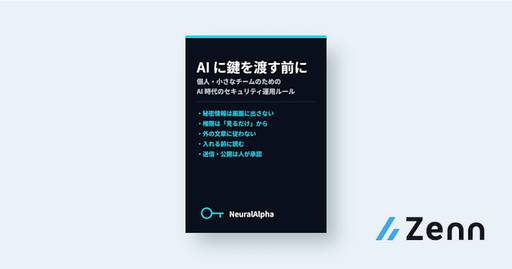 AIに鍵を渡す前に
個人・小さなチームのための
AI時代のセキュリティ運用ルール
・秘密情報は画面に出さない
・権限は「見るだけ」から
・外の文章に従わない
・入れる前に読む
・送信・公開は人が承認
NeuralAlpha
Zenn